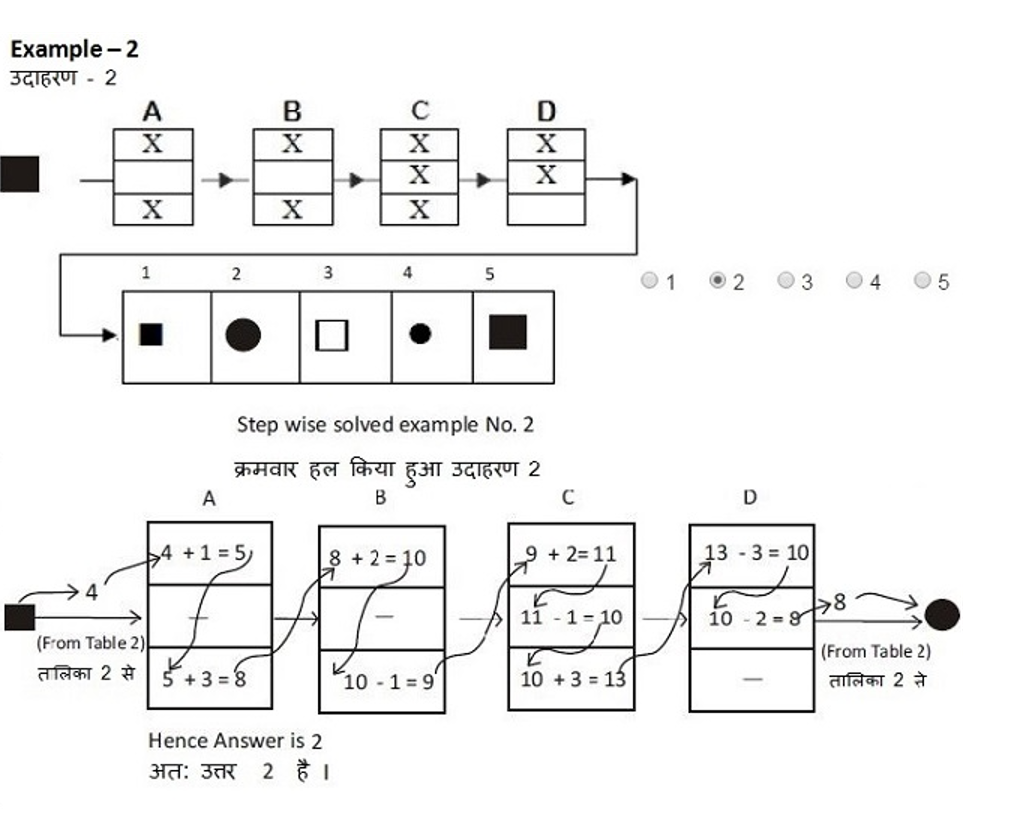 Example – 2
उदाहरण - 2
A B C D
X X X X
X X
X X X
1 2 3 4 5
1 2 3 4 5
Step wise solved example No. 2
क्रमवार हल किया हुआ उदाहरण 2
A B C D
4 + 1 = 5 8 + 2 = 10 9 + 2= 11 13 - 3 = 10
4 8
— — 11 - 1 = 10 10 - 2 = 8
(From Table 2) (From Table 2)
तालिका 2 से तालिका 2 ने
5 + 3 = 8 10 - 1 = 9 10 + 3 = 13 —
Hence Answer is 2
अतः उत्तर 2 है ।